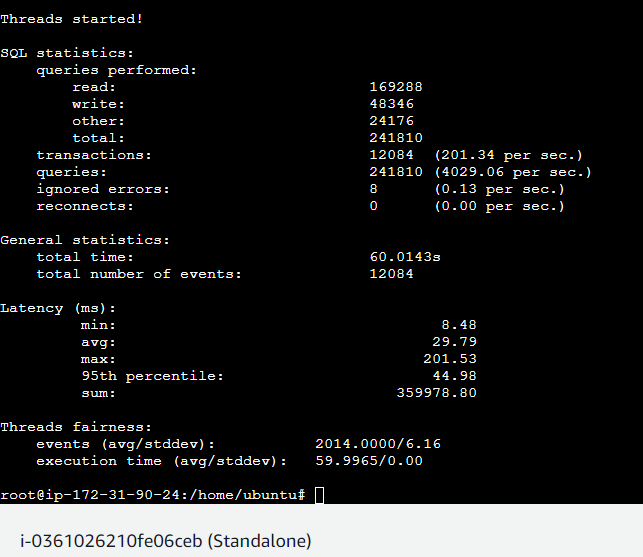 Threads started!
SQL statistics:
queries performed:
read: 169288
write: 48346
other: 24176
total: 241810
transactions: 12084 (201.34 per sec.)
queries: 241810 (4029.06 per sec.)
ignored errors: 8 (0.13 per sec.)
reconnects: 0 (0.00 per sec.)
General statistics:
total time: 60.0143s
total number of events: 12084
Latency (ms):
min: 8.48
avg: 29.79
max: 201.53
95th percentile: 44.98
sum: 359978.80
Threads fairness:
events (avg/stddev): 2014.0000/6.16
execution time (avg/stddev): 59.9965/0.00
root@ip-172-31-90-24:/home/ubuntu#
i-0361026210fe06ceb (Standalone)